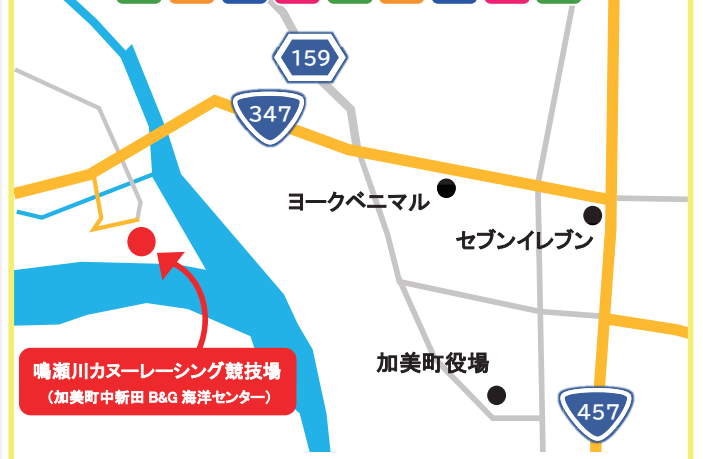 159
347
ヨークベニマル
セブンイレブン
加美町役場
鳴瀬川カヌーレーシング競技場
（加美町中新田 B&G 海洋センター）
457